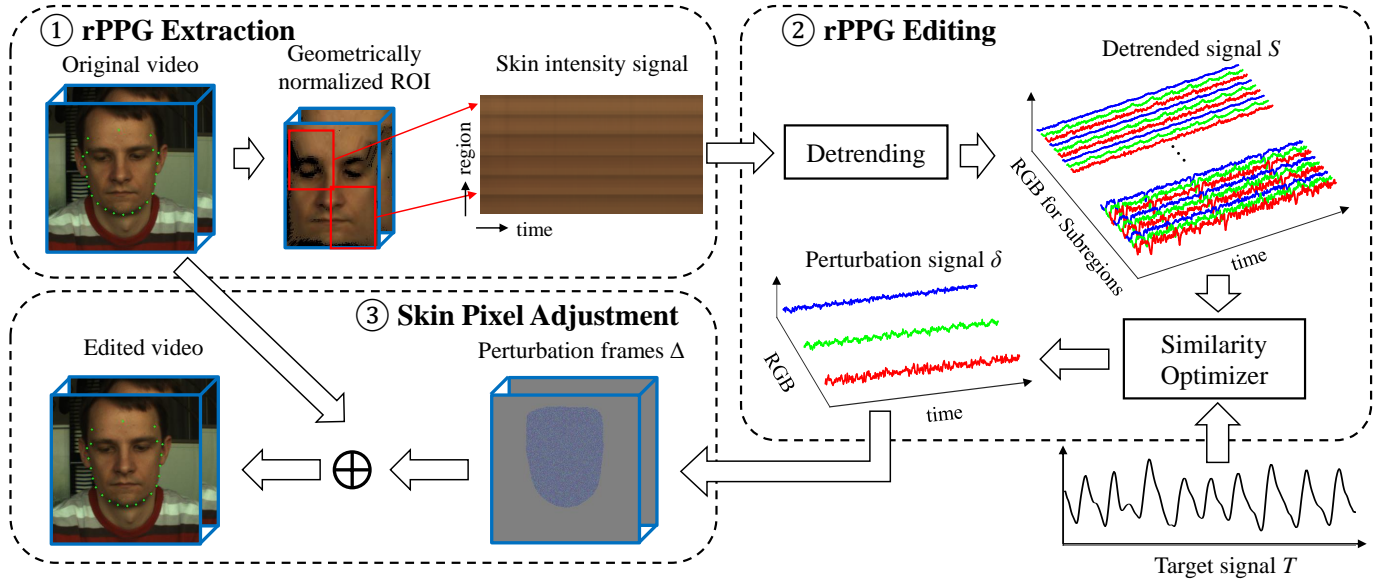 ① rPPG Extraction
Original video
Geometrically
normalized ROI
Skin intensity signal
region
time
② rPPG Editing
Detrending
Detrended signal S
RGB for Subregions
time
Similarity
Optimizer
Perturbation signal δ
RGB
time
Target signal T
③ Skin Pixel Adjustment
Edited video
Perturbation frames Δ